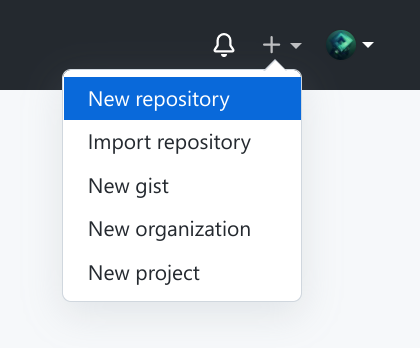 New repository
Import repository
New gist
New organization
New project